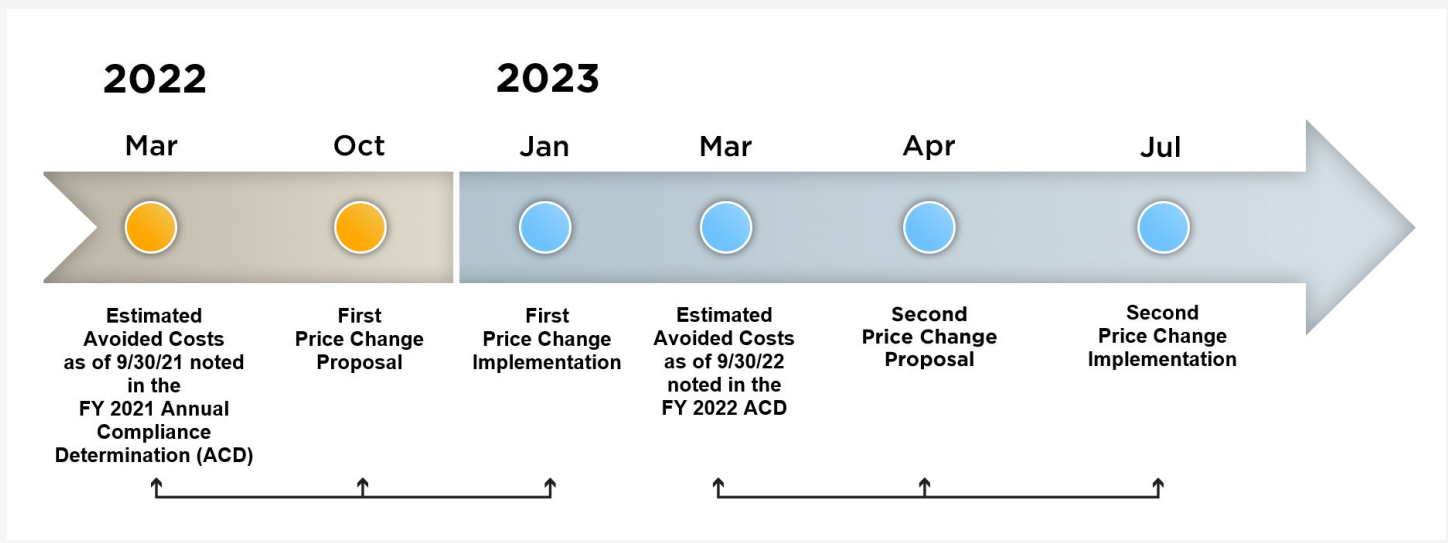 2022
2023
Mar
Oct
Jan
Mar
Apr
Jul
Estimated
Avoided Costs
as of 9/30/21 noted
in the
FY 2021 Annual
Compliance
Determination (ACD)
First
Price Change
Proposal
First
Price Change
Implementation
Estimated
Avoided Costs
as of 9/30/22
noted in the
FY 2022 ACD
Second
Price Change
Proposal
Second
Price Change
Implementation